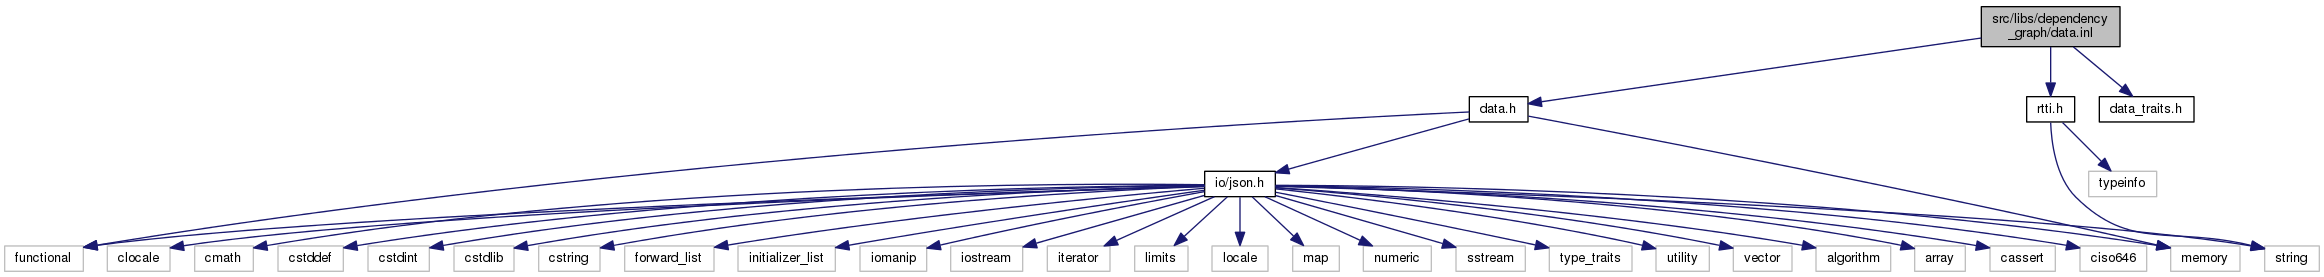 src/libs/dependency
_graph/data.inl
data.h
rtti.h
data_traits.h
io/json.h
typeinfo
functional
clocale
cmath
cstddef
cstdint
cstdlib
cstring
forward_list
initializer_list
iomanip
iostream
iterator
limits
locale
map
numeric
sstream
type_traits
utility
vector
algorithm
array
cassert
ciso646
memory
string